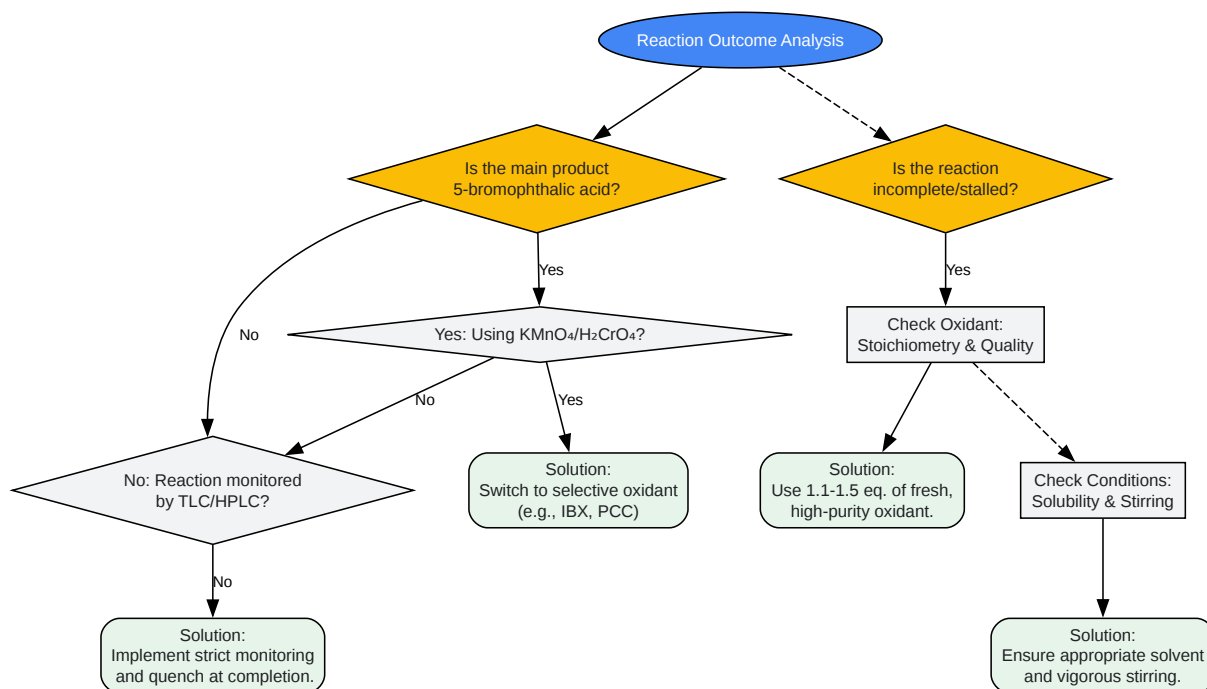 Reaction Outcome Analysis
Is the main product
5-bromophthalic acid?
Is the reaction
incomplete/stalled?
Yes
Yes
No
Yes: Using KMnO₄/H₂CrO₄?
Check Oxidant:
Stoichiometry & Quality
No
Yes
No: Reaction monitored
by TLC/HPLC?
Solution:
Switch to selective oxidant
(e.g., IBX, PCC)
Solution:
Use 1.1-1.5 eq. of fresh,
high-purity oxidant.
Check Conditions:
Solubility & Stirring
No
Solution:
Implement strict monitoring
and quench at completion.
Solution:
Ensure appropriate solvent
and vigorous stirring.